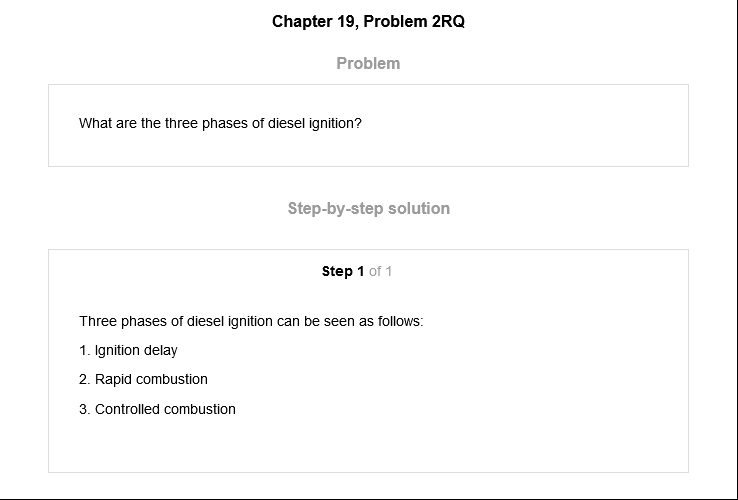 Chapter 19, Problem 2RQ
Problem
What are the three phases of diesel ignition?
Step-by-step solution
Step 1 of 1
Three phases of diesel ignition can be seen as follows:
1. Ignition delay
2. Rapid combustion
3. Controlled combustion